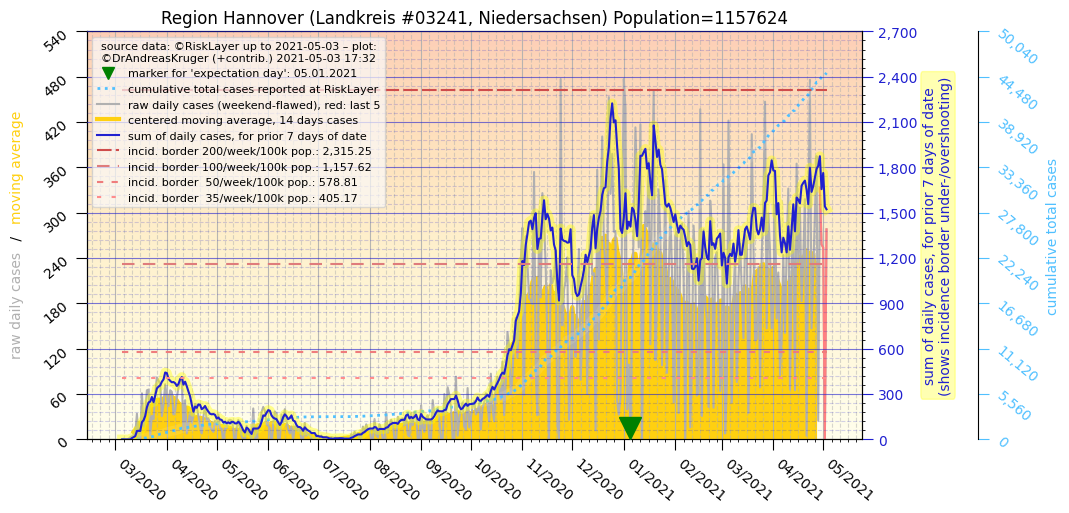 Region Hannover (Landkreis #03241, Niedersachsen) Population=1157624
source data: ©RiskLayer up to 2021-05-03 – plot:
©DrAndreasKruger (+contrib.) 2021-05-03 17:32
marker for 'expectation day': 05.01.2021
cumulative total cases reported at RiskLayer
raw daily cases (weekend-flawed), red: last 5
centered moving average, 14 days cases
sum of daily cases, for prior 7 days of date
incid. border 200/week/100k pop.: 2,315.25
incid. border 100/week/100k pop.: 1,157.62
incid. border 50/week/100k pop.: 578.81
incid. border 35/week/100k pop.: 405.17
raw daily cases / moving average
540
480
420
360
300
240
180
120
60
0
03/2020
04/2020
05/2020
06/2020
07/2020
08/2020
09/2020
10/2020
11/2020
12/2020
01/2021
02/2021
03/2021
04/2021
05/2021
2,700
2,400
2,100
1,800
1,500
1,200
900
600
300
0
sum of daily cases, for prior 7 days of date
(shows incidence border under-/overshooting)
50,040
44,480
38,920
33,360
27,800
22,240
16,680
11,120
5,560
0
cumulative total cases